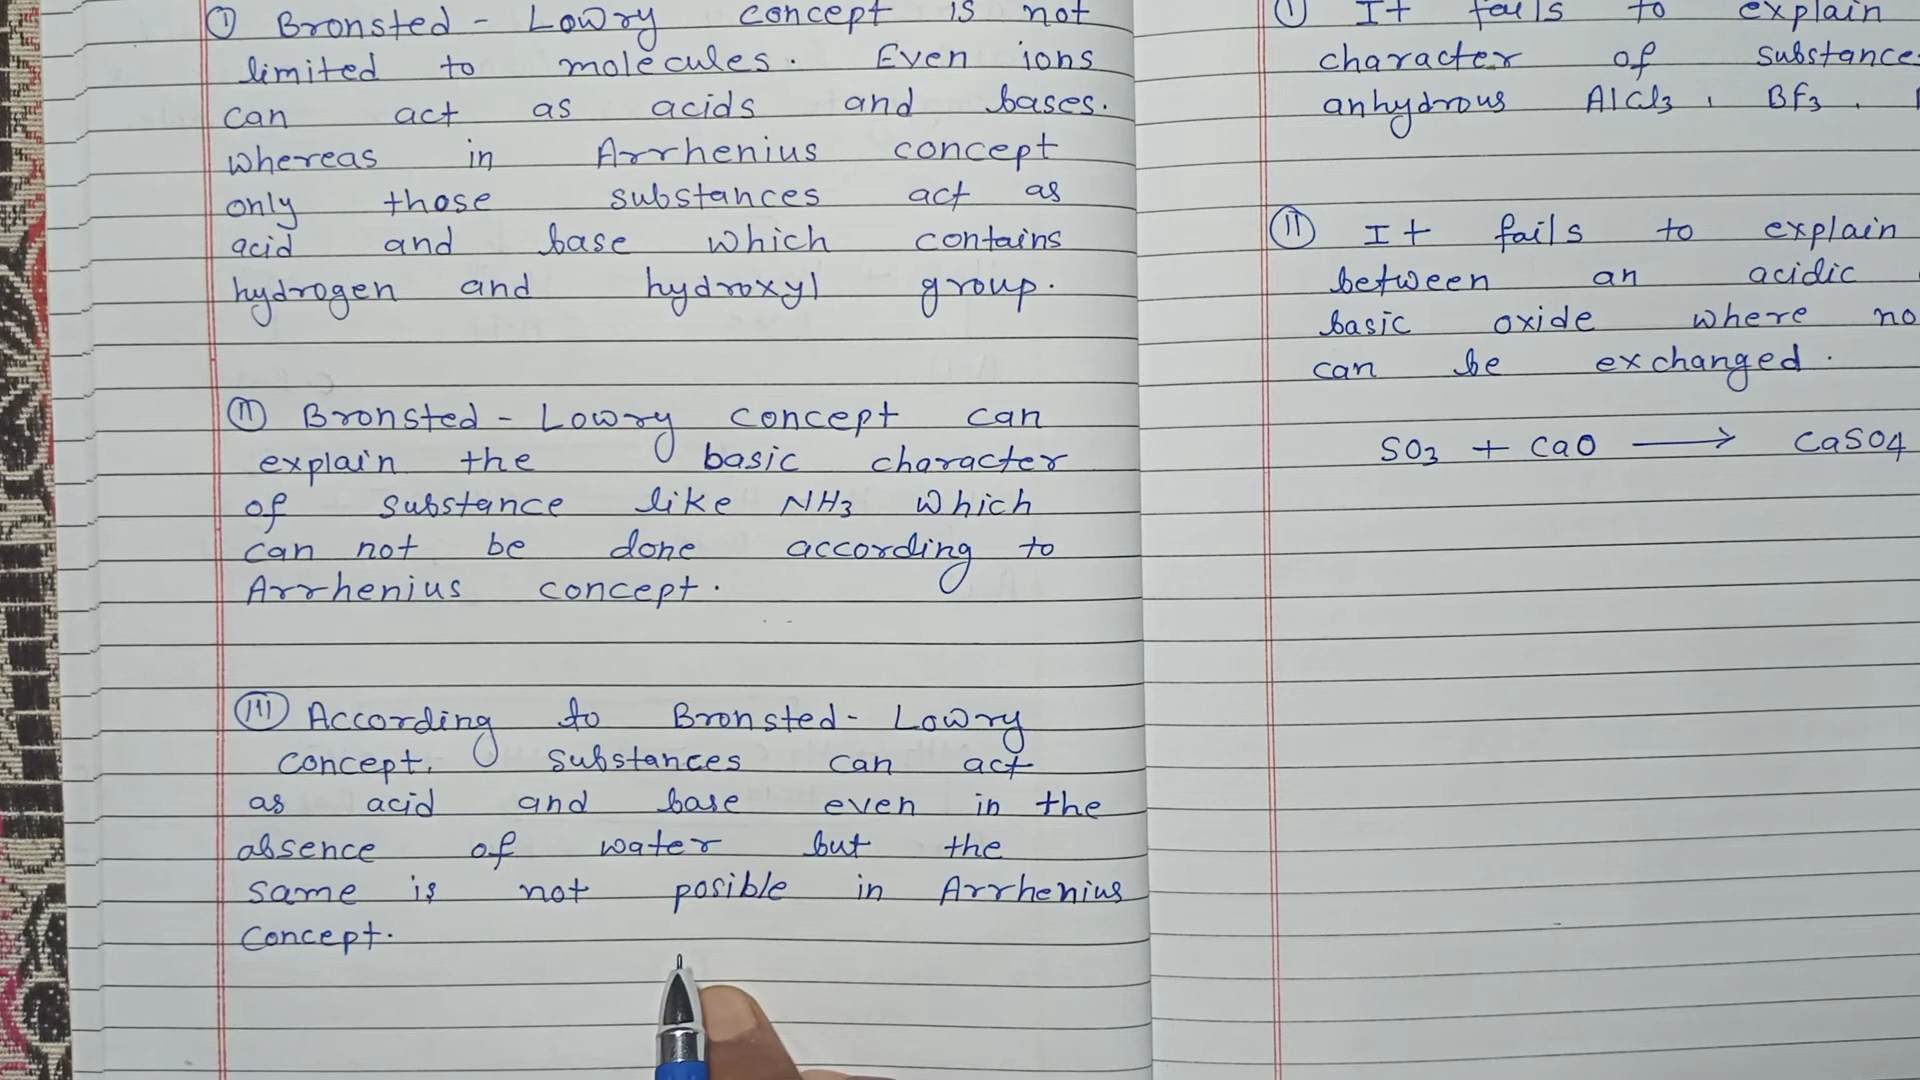 ① Bronsted - Lowry concept is not
limited to molecules. Even ions
can act as acids and bases.
whereas in Arrhenius concept
only those substances act as
acid and base which contains
hydrogen and hydroxyl group.
② Bronsted - Lowry concept can
explain the basic character
of substance like NH3 which
can not be done according to
Arrhenius concept.
③ According to Bronsted - Lowry
concept, substances can act
as acid and base even in the
absence of water but the
same is not posible in Arrhenius
concept.
① It fails to explain
character of substance
anhydrous AlCl3, BF3,
② It fails to explain
between an acidic
basic oxide where no
can be exchanged.
SO3 + CaO → CaSO4